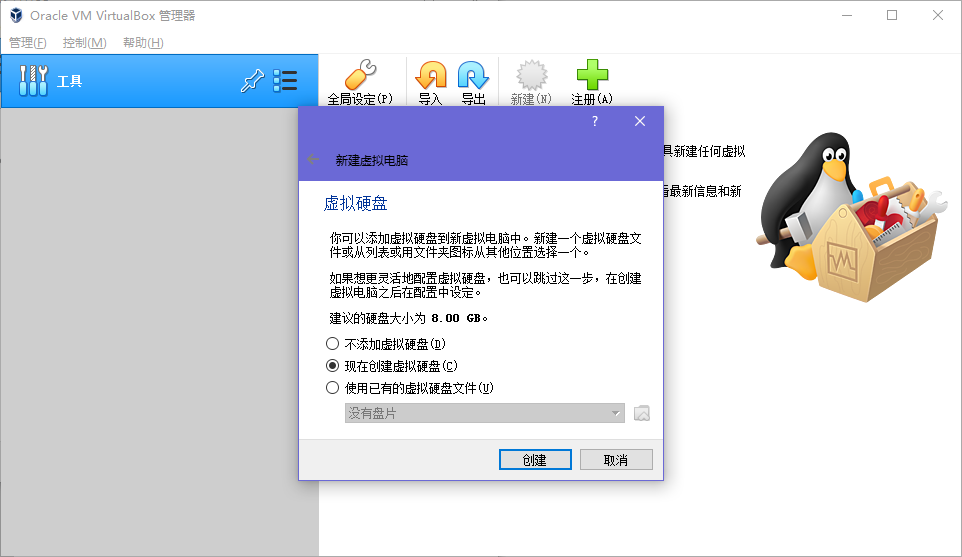 Oracle VM VirtualBox 管理器
管理(F) 控制(M) 帮助(H)
工具
全局设定(P) 导入 导出 新建(N) 注册(A)
?
新建虚拟电脑
具新建任何虚拟
看最新信息和新
虚拟硬盘
你可以添加虚拟硬盘到新虚拟电脑中。新建一个虚拟硬盘文
件或从列表或用文件夹图标从其他位置选择一个。
如果想更灵活地配置虚拟硬盘，也可以跳过这一步，在创建
虚拟电脑之后在配置中设定。
建议的硬盘大小为 8.00 GB。
不添加虚拟硬盘(D)
现在创建虚拟硬盘(C)
使用已有的虚拟硬盘文件(U)
没有盘片
创建 取消